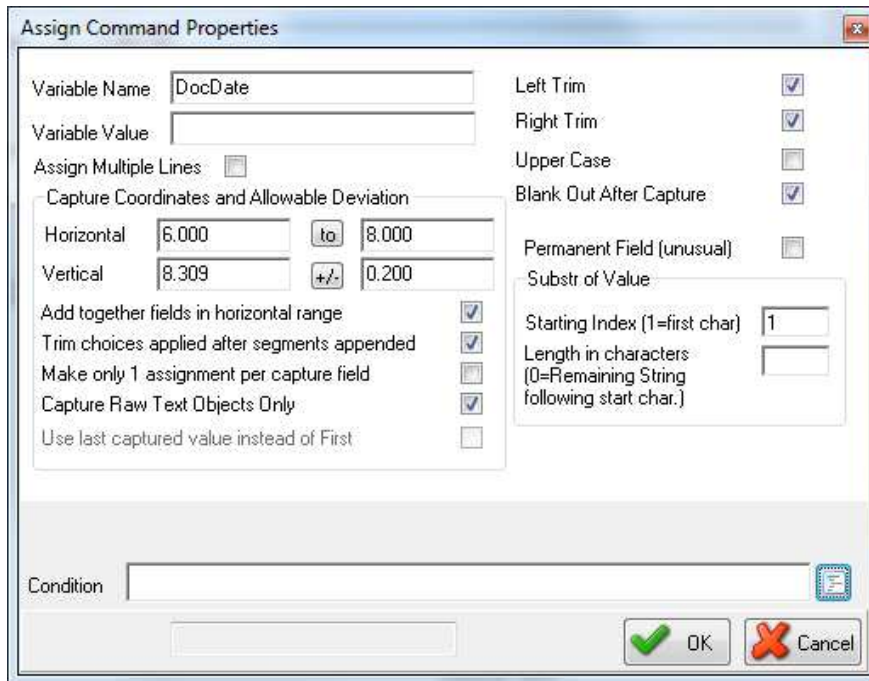 Assign Command Properties
Variable Name DocDate
Variable Value
Assign Multiple Lines
Capture Coordinates and Allowable Deviation
Horizontal 6.000 to 8.000
Vertical 8.309 +/- 0.200
Add together fields in horizontal range
Trim choices applied after segments appended
Make only 1 assignment per capture field
Capture Raw Text Objects Only
Use last captured value instead of First
Left Trim
Right Trim
Upper Case
Blank Out After Capture
Permanent Field (unusual)
Substr of Value
Starting Index (1=first char) 1
Length in characters
(0=Remaining String
following start char.)
Condition
OK Cancel